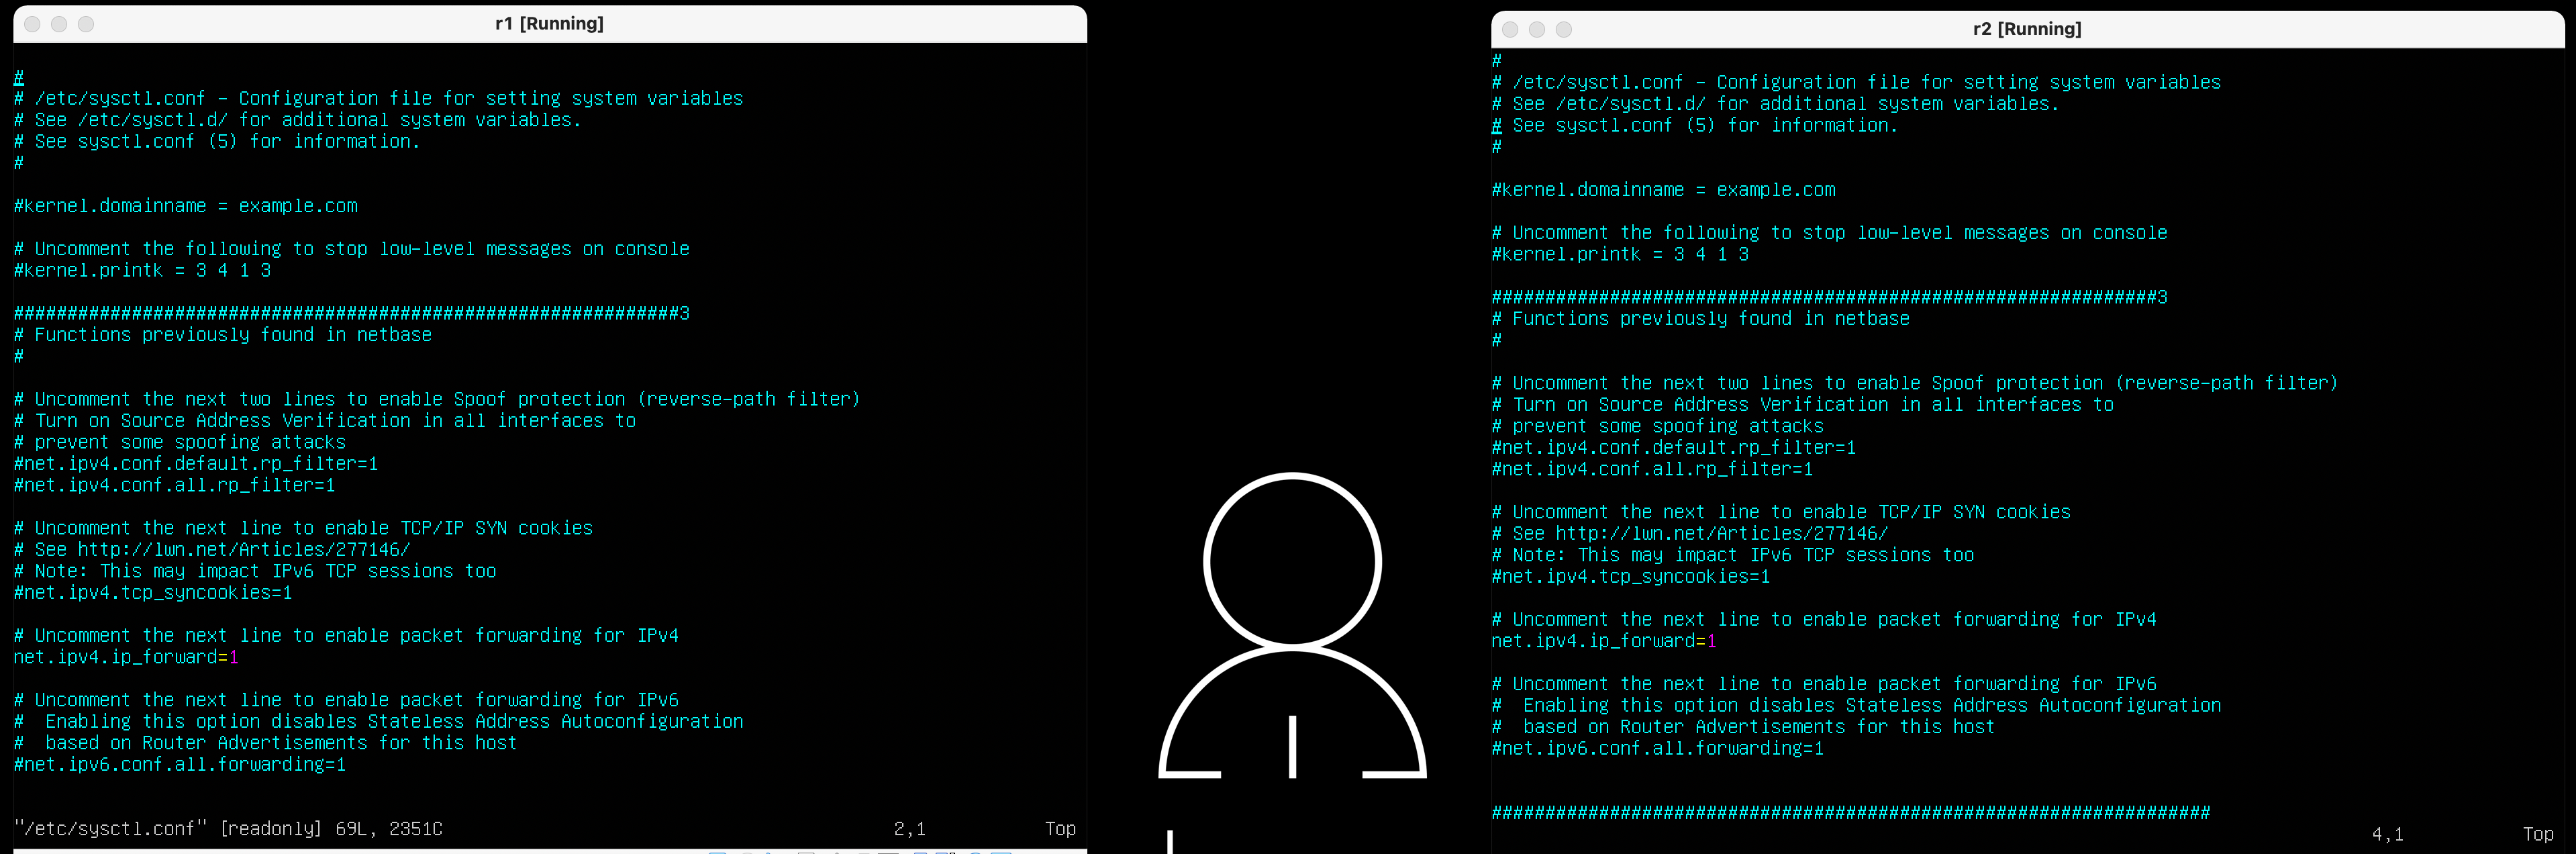 r1 [Running]
#
# /etc/sysctl.conf - Configuration file for setting system variables
# See /etc/sysctl.d/ for additional system variables.
# See sysctl.conf (5) for information.
#
#kernel.domainname = example.com
# Uncomment the following to stop low-level messages on console
#kernel.printk = 3 4 1 3
##############################################################3
# Functions previously found in netbase
#
# Uncomment the next two lines to enable Spoof protection (reverse-path filter)
# Turn on Source Address Verification in all interfaces to
# prevent some spoofing attacks
#net.ipv4.conf.default.rp_filter=1
#net.ipv4.conf.all.rp_filter=1
# Uncomment the next line to enable TCP/IP SYN cookies
# See http://lwn.net/Articles/277146/
# Note: This may impact IPv6 TCP sessions too
#net.ipv4.tcp_syncookies=1
# Uncomment the next line to enable packet forwarding for IPv4
net.ipv4.ip_forward=1
# Uncomment the next line to enable packet forwarding for IPv6
#  Enabling this option disables Stateless Address Autoconfiguration
#  based on Router Advertisements for this host
#net.ipv6.conf.all.forwarding=1
"/etc/sysctl.conf" [readonly] 69L, 2351C 2,1 Top
r2 [Running]
#
# /etc/sysctl.conf - Configuration file for setting system variables
# See /etc/sysctl.d/ for additional system variables.
# See sysctl.conf (5) for information.
#
#kernel.domainname = example.com
# Uncomment the following to stop low-level messages on console
#kernel.printk = 3 4 1 3
##############################################################3
# Functions previously found in netbase
#
# Uncomment the next two lines to enable Spoof protection (reverse-path filter)
# Turn on Source Address Verification in all interfaces to
# prevent some spoofing attacks
#net.ipv4.conf.default.rp_filter=1
#net.ipv4.conf.all.rp_filter=1
# Uncomment the next line to enable TCP/IP SYN cookies
# See http://lwn.net/Articles/277146/
# Note: This may impact IPv6 TCP sessions too
#net.ipv4.tcp_syncookies=1
# Uncomment the next line to enable packet forwarding for IPv4
net.ipv4.ip_forward=1
# Uncomment the next line to enable packet forwarding for IPv6
#  Enabling this option disables Stateless Address Autoconfiguration
#  based on Router Advertisements for this host
#net.ipv6.conf.all.forwarding=1
###################################################################
4,1 Top